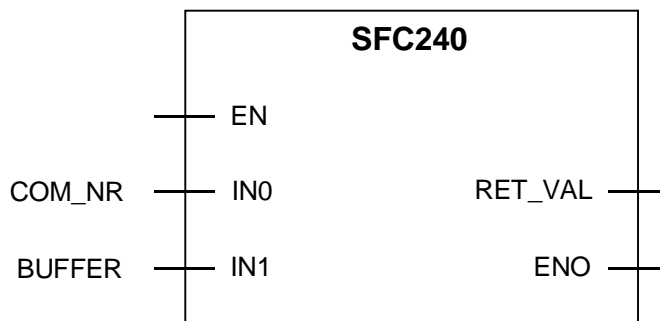 SFC240
EN
COM_NR IN0 RET_VAL
BUFFER IN1 ENO